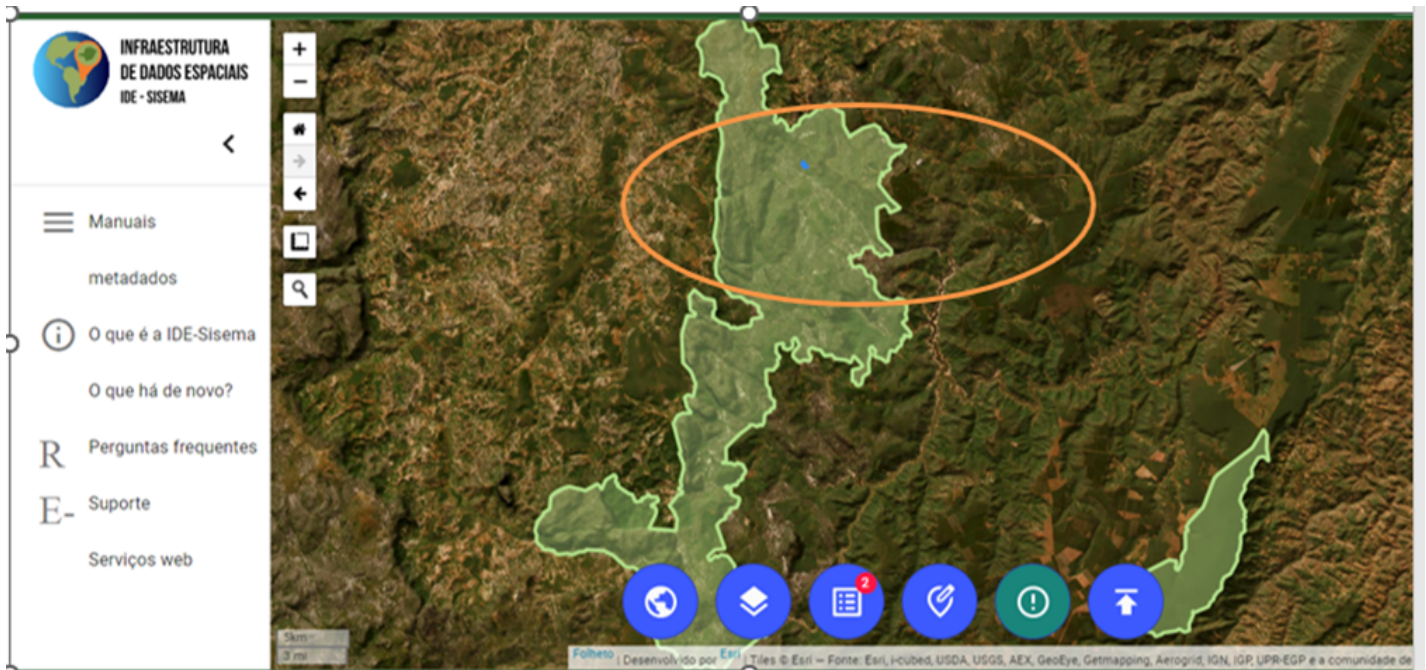 INFRAESTRUTURA
DE DADOS ESPACIAIS
IDE - SISEMA
Manuais
metadados
O que é a IDE-Sisema
O que há de novo?
R Perguntas frequentes
E- Suporte
Serviços web
+
−
2
5km
3 mi
Folheto | Desenvolvido por Esri | Tiles © Esri — Fonte: Esri, i-cubed, USDA, USGS, AEX, GeoEye, Getmapping, Aerogrid, IGN, IGP, UPR-EGP e a comunidade de